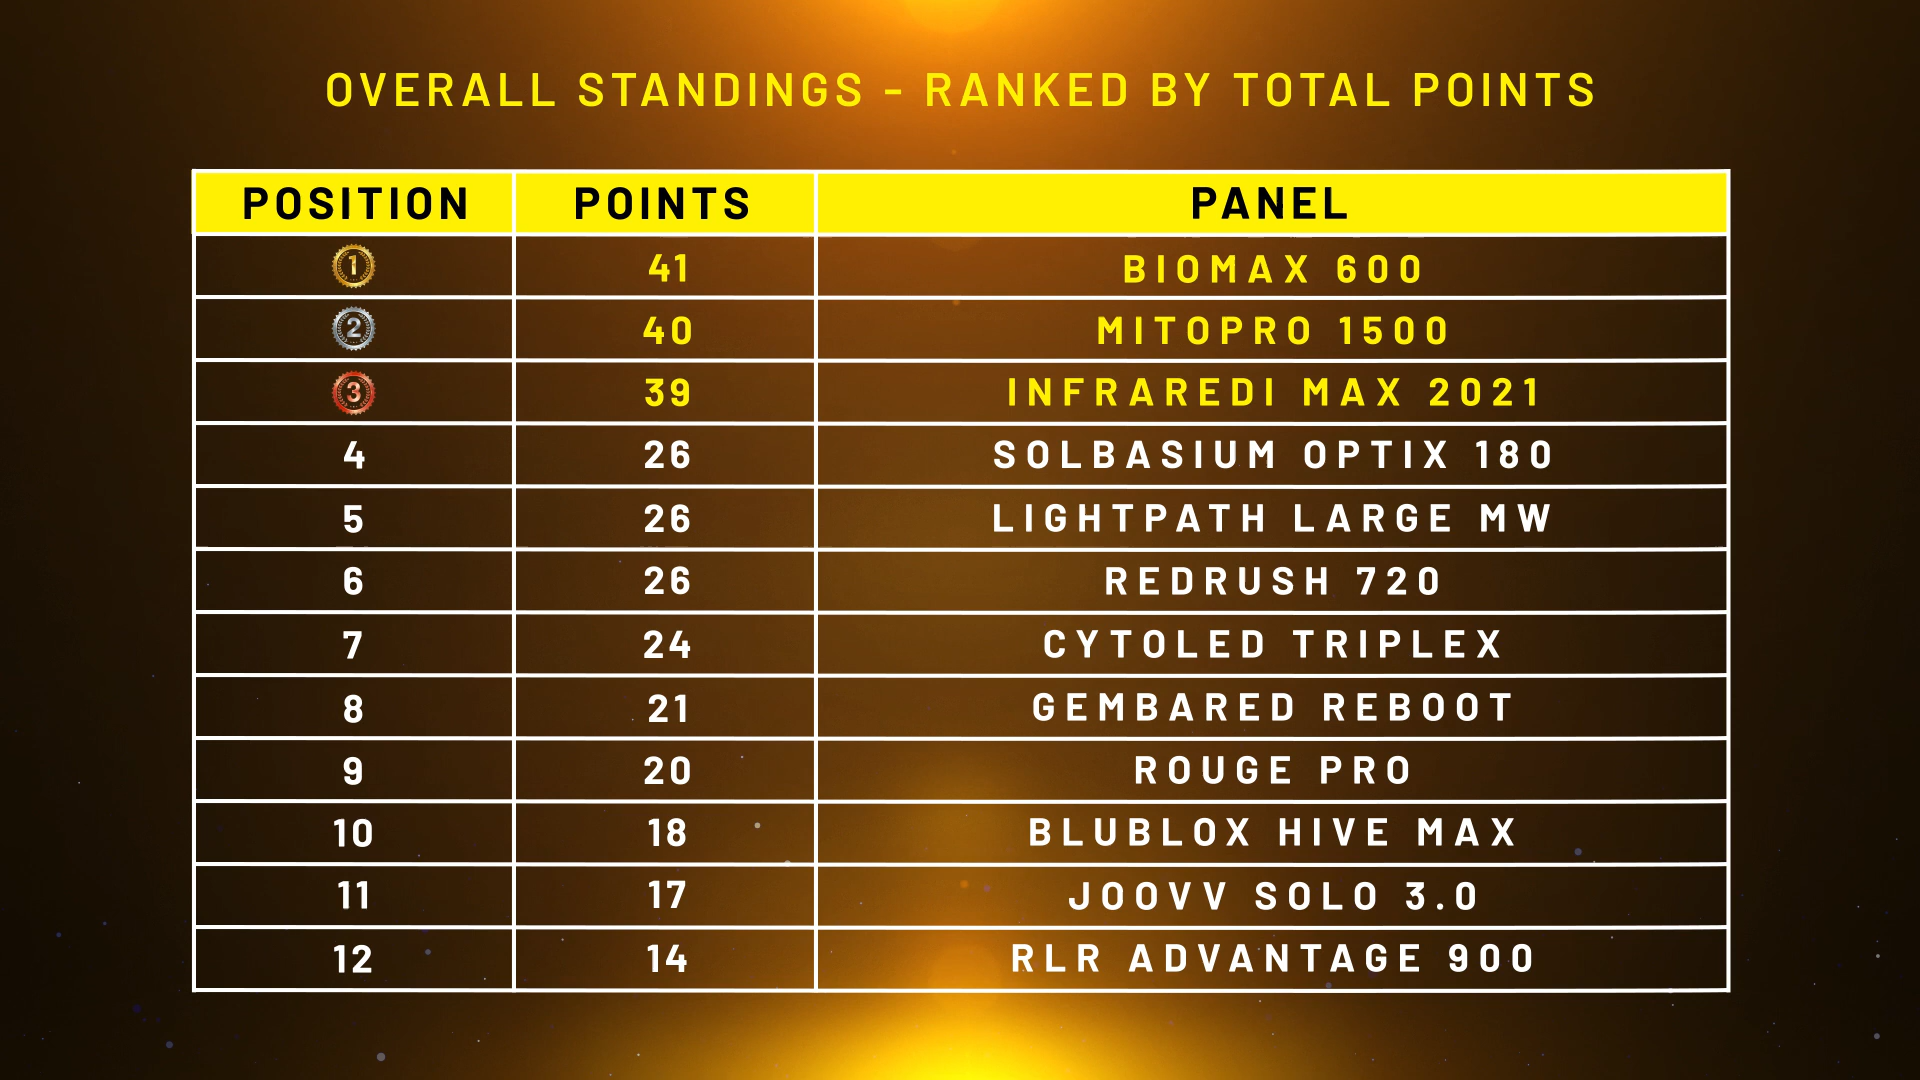 OVERALL STANDINGS - RANKED BY TOTAL POINTS
POSITION POINTS PANEL
1 41 BIOMAX 600
2 40 MITOPRO 1500
3 39 INFRAREDI MAX 2021
4 26 SOLBASIUM OPTIX 180
5 26 LIGHTPATH LARGE MW
6 26 REDRUSH 720
7 24 CYTOLED TRIPLEX
8 21 GEMBARED REBOOT
9 20 ROUGE PRO
10 18 BLUBLOX HIVE MAX
11 17 JOOVV SOLO 3.0
12 14 RLR ADVANTAGE 900